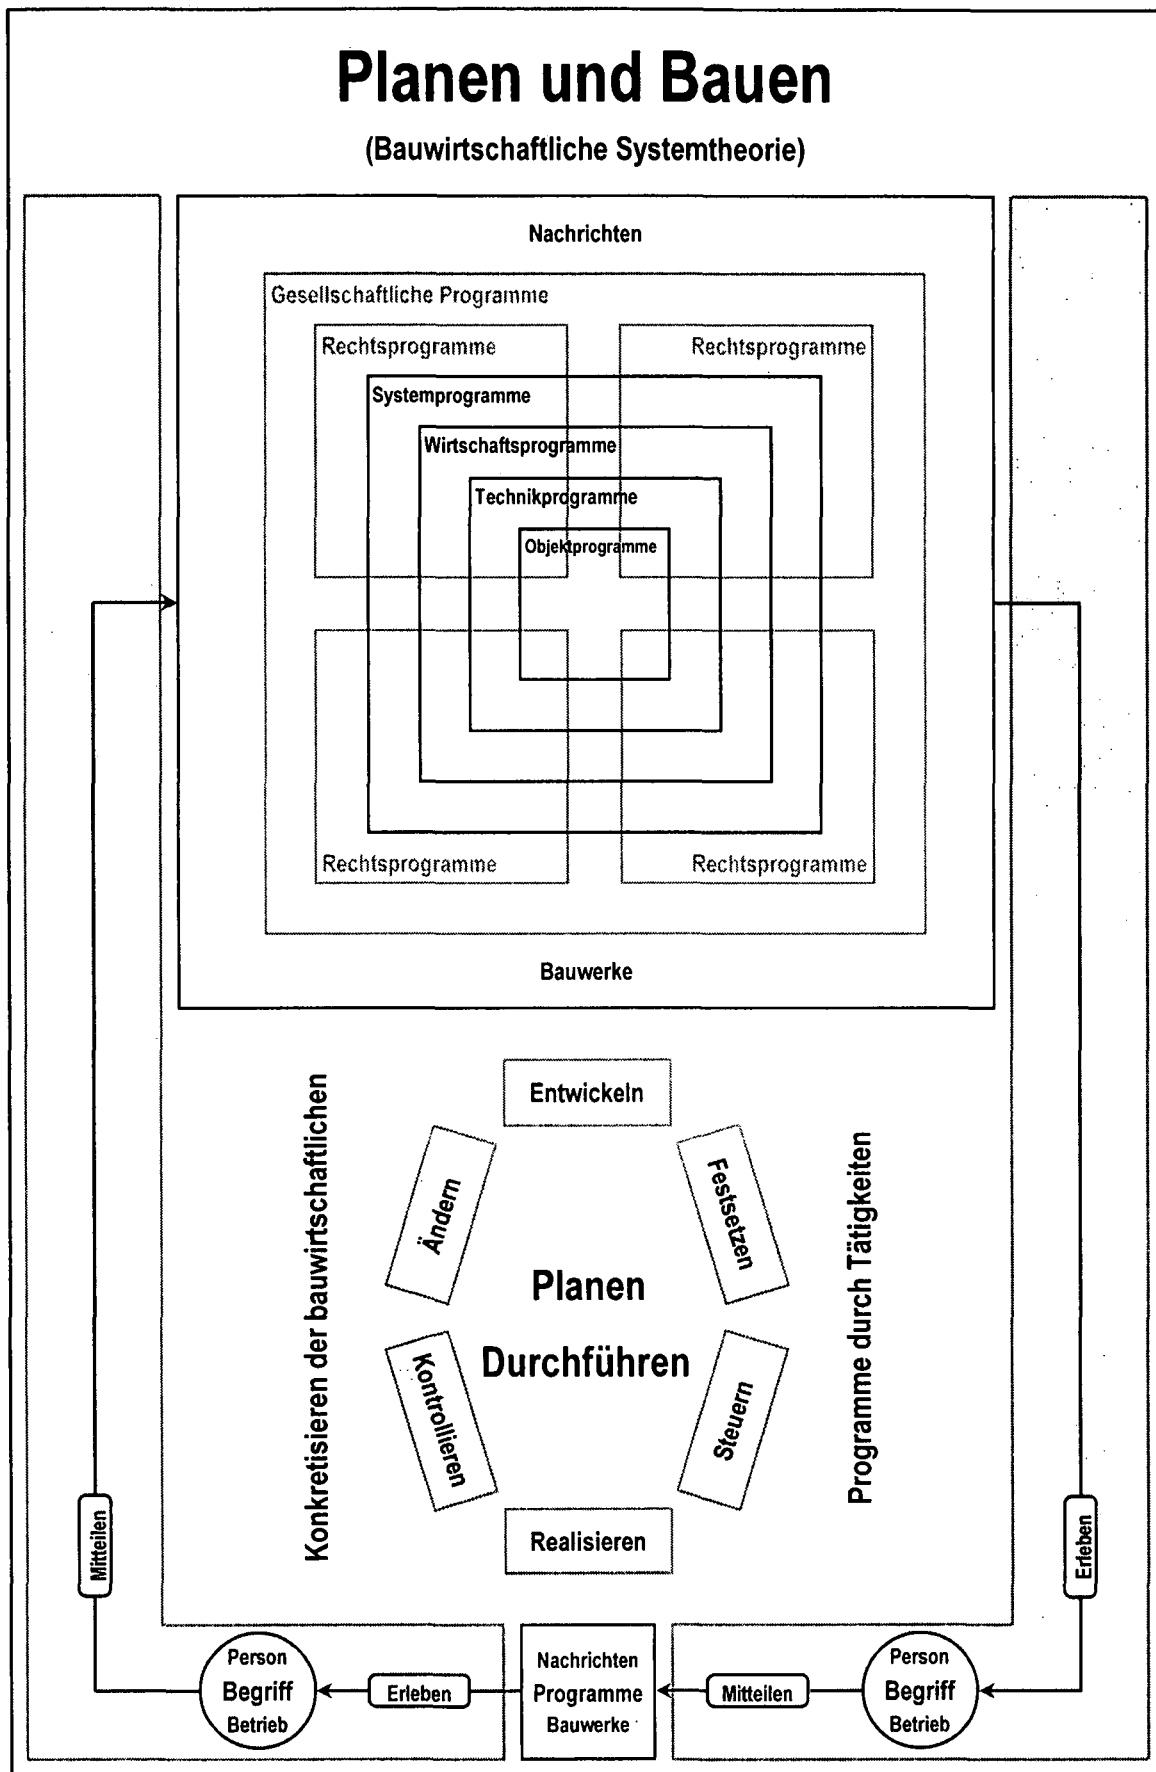 Planen und Bauen
(Bauwirtschaftliche Systemtheorie)
Nachrichten
Gesellschaftliche Programme
Rechtsprogramme
Rechtsprogramme
Systemprogramme
Wirtschaftsprogramme
Technikprogramme
Objektprogramme
Rechtsprogramme
Rechtsprogramme
Bauwerke
Konkretisieren der bauwirtschaftlichen
Programme durch Tätigkeiten
Entwickeln
Ändern
Festsetzen
Planen
Durchführen
Kontrollieren
Steuern
Realisieren
Mitteilen
Erleben
Person
Begriff
Betrieb
Erleben
Nachrichten
Programme
Bauwerke
Mitteilen
Person
Begriff
Betrieb